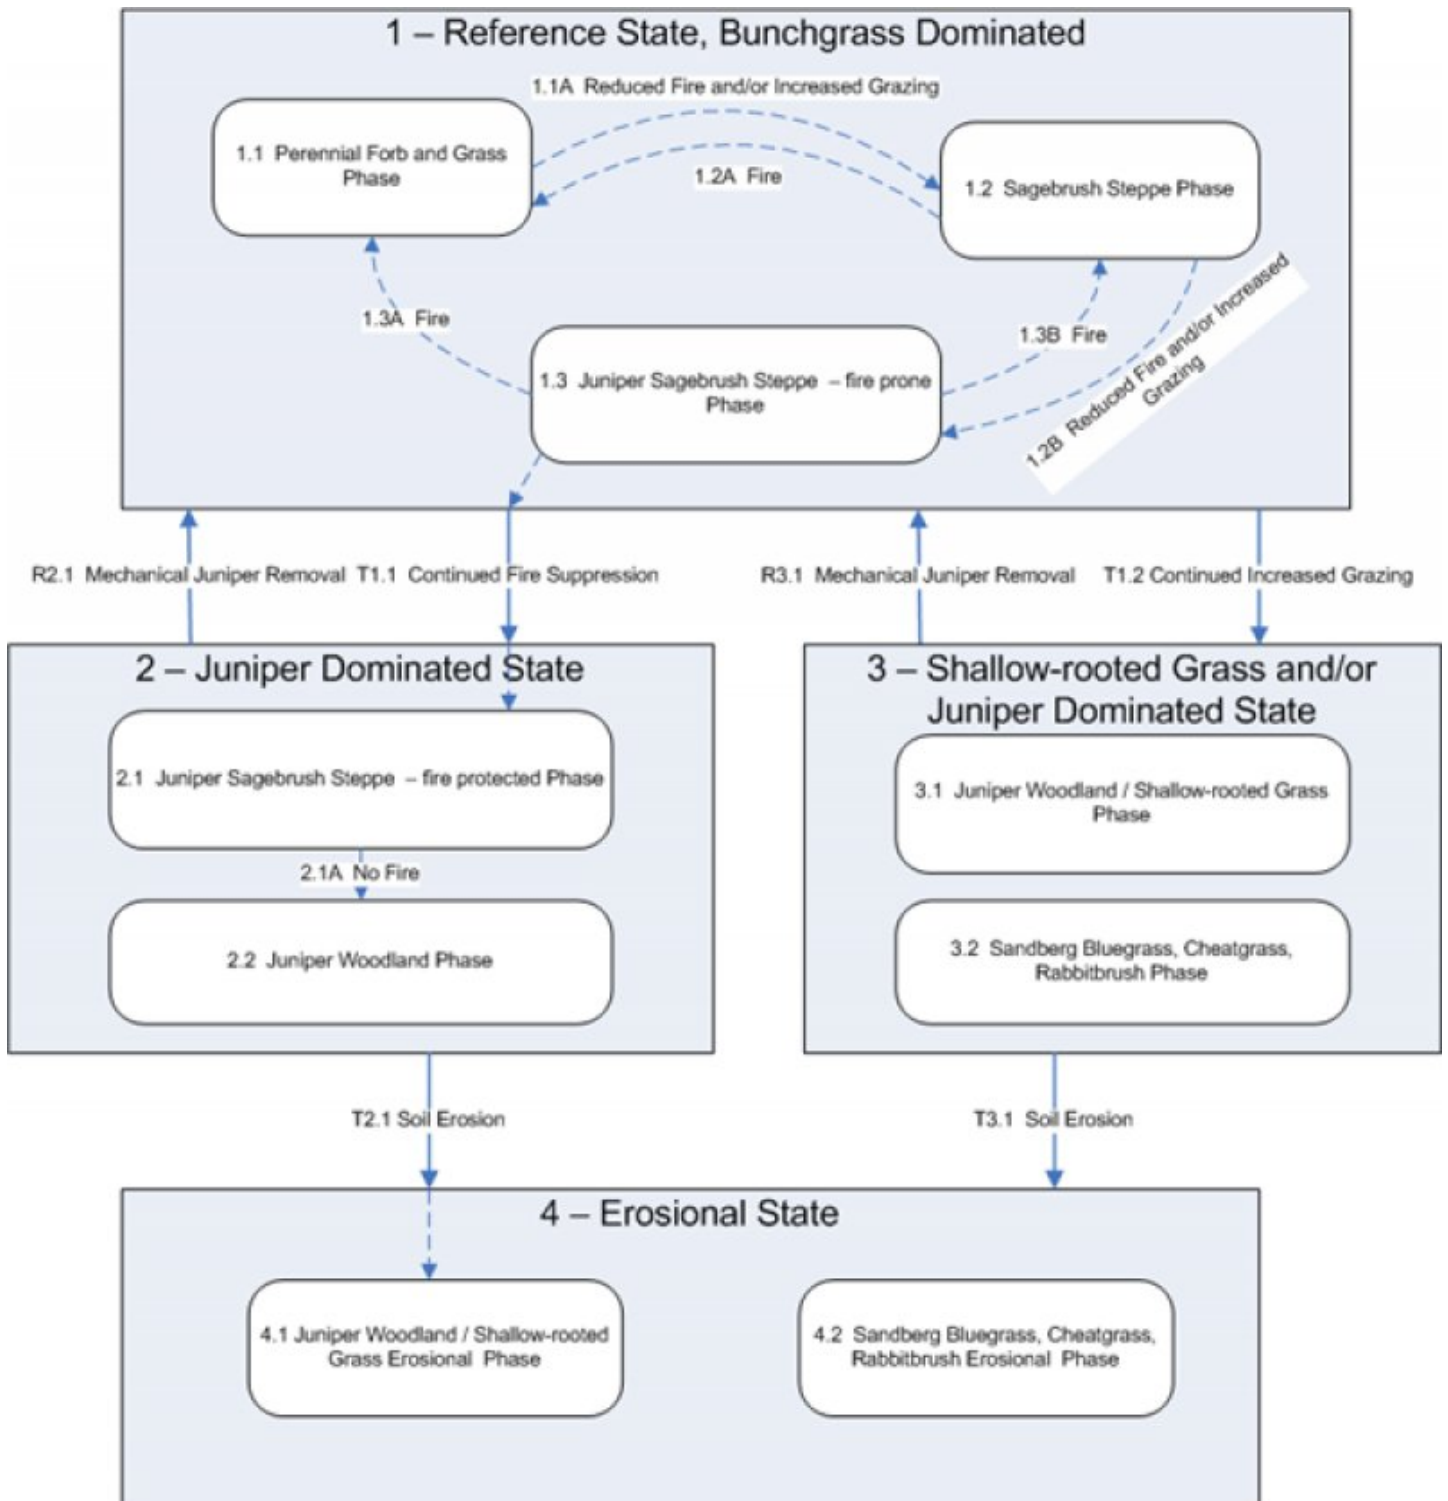 1 – Reference State, Bunchgrass Dominated
1.1A Reduced Fire and/or Increased Grazing
1.1 Perennial Forb and Grass
Phase
1.2A Fire
1.2 Sagebrush Steppe Phase
1.3A Fire
1.3B Fire
1.2B Reduced Fire and/or Increased
Grazing
1.3 Juniper Sagebrush Steppe – fire prone
Phase
R2.1 Mechanical Juniper Removal
T1.1 Continued Fire Suppression
R3.1 Mechanical Juniper Removal
T1.2 Continued Increased Grazing
2 – Juniper Dominated State
2.1 Juniper Sagebrush Steppe – fire protected Phase
2.1A No Fire
2.2 Juniper Woodland Phase
3 – Shallow-rooted Grass and/or
Juniper Dominated State
3.1 Juniper Woodland / Shallow-rooted Grass
Phase
3.2 Sandberg Bluegrass, Cheatgrass,
Rabbitbrush Phase
T2.1 Soil Erosion
T3.1 Soil Erosion
4 – Erosional State
4.1 Juniper Woodland / Shallow-rooted
Grass Erosional Phase
4.2 Sandberg Bluegrass, Cheatgrass,
Rabbitbrush Erosional Phase